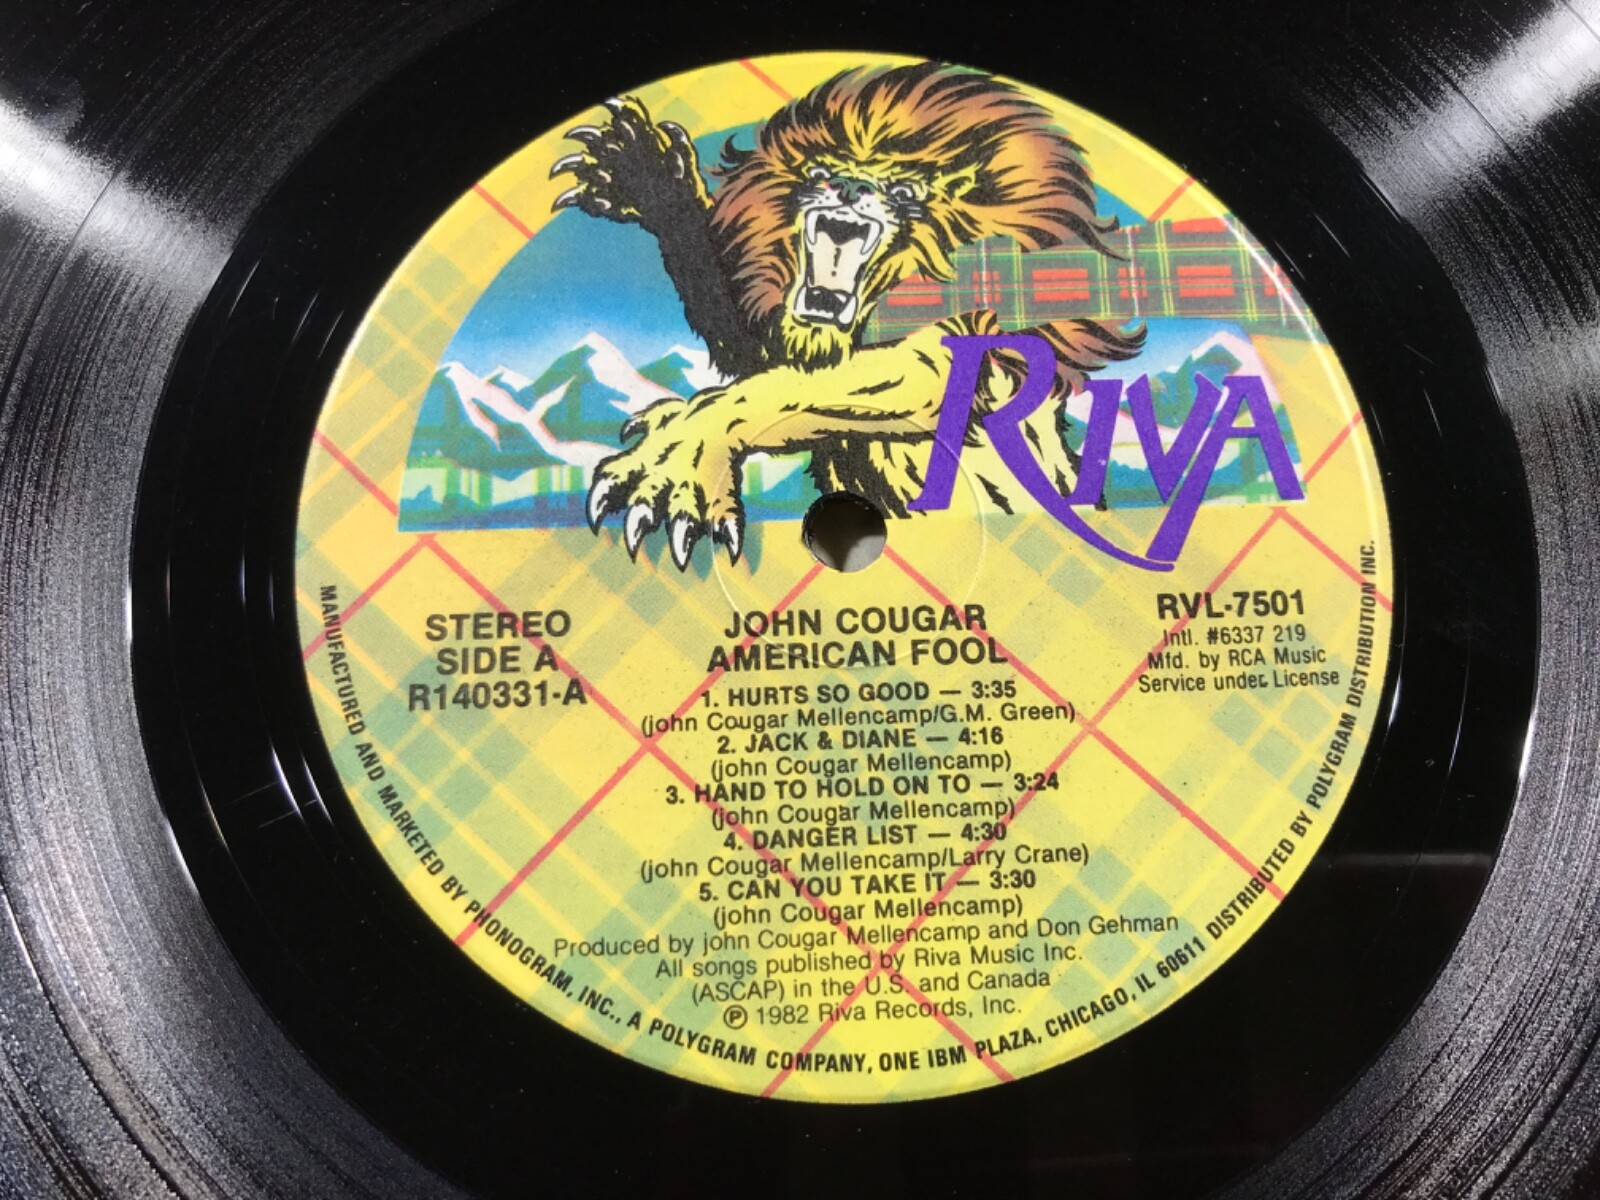 RIVA
STEREO
SIDE A
R140331-A
JOHN COUGAR
AMERICAN FOOL
RVL-7501
Intl. #6337 219
Mfd. by RCA Music
Service under License
1. HURTS SO GOOD — 3:35
(john Cougar Mellencamp/G.M. Green)
2. JACK & DIANE — 4:16
(john Cougar Mellencamp)
3. HAND TO HOLD ON TO — 3:24
(john Cougar Mellencamp)
4. DANGER LIST — 4:30
(john Cougar Mellencamp/Larry Crane)
5. CAN YOU TAKE IT — 3:30
(john Cougar Mellencamp)
Produced by john Cougar Mellencamp and Don Gehman
All songs published by Riva Music Inc.
(ASCAP) in the U.S. and Canada
℗ 1982 Riva Records, Inc.
MANUFACTURED AND MARKETED BY PHONOGRAM, INC., A POLYGRAM COMPANY, ONE IBM PLAZA, CHICAGO, IL 60611 DISTRIBUTED BY POLYGRAM DISTRIBUTION INC.